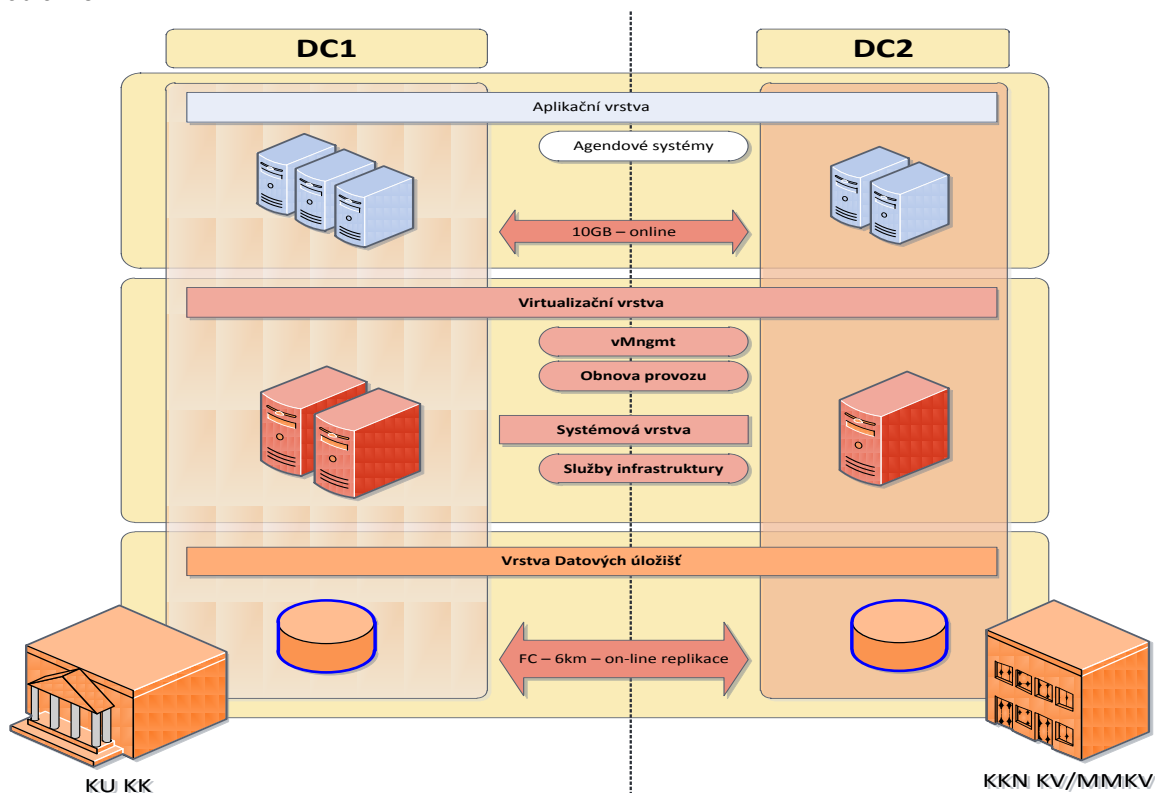 DC1
DC2
Aplikační vrstva
Agendové systémy
10GB – online
Virtualizační vrstva
vMngmt
Obnova provozu
Systémová vrstva
Služby infrastruktury
Vrstva Datových úložišť
FC – 6km – on-line replikace
KU KK
KKN KV/MMKV